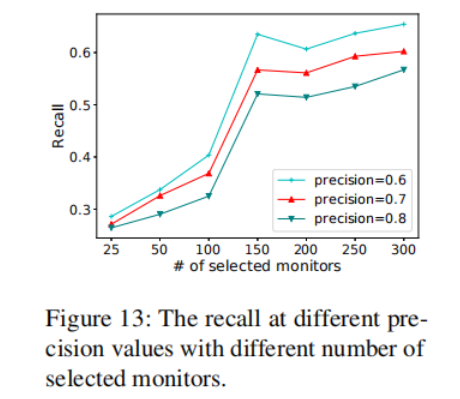 0.6
0.5
0.4
0.3
Recall
precision=0.6
precision=0.7
precision=0.8
25 50 100 150 200 250 300
# of selected monitors
Figure 13: The recall at different pre-
cision values with different number of
selected monitors.